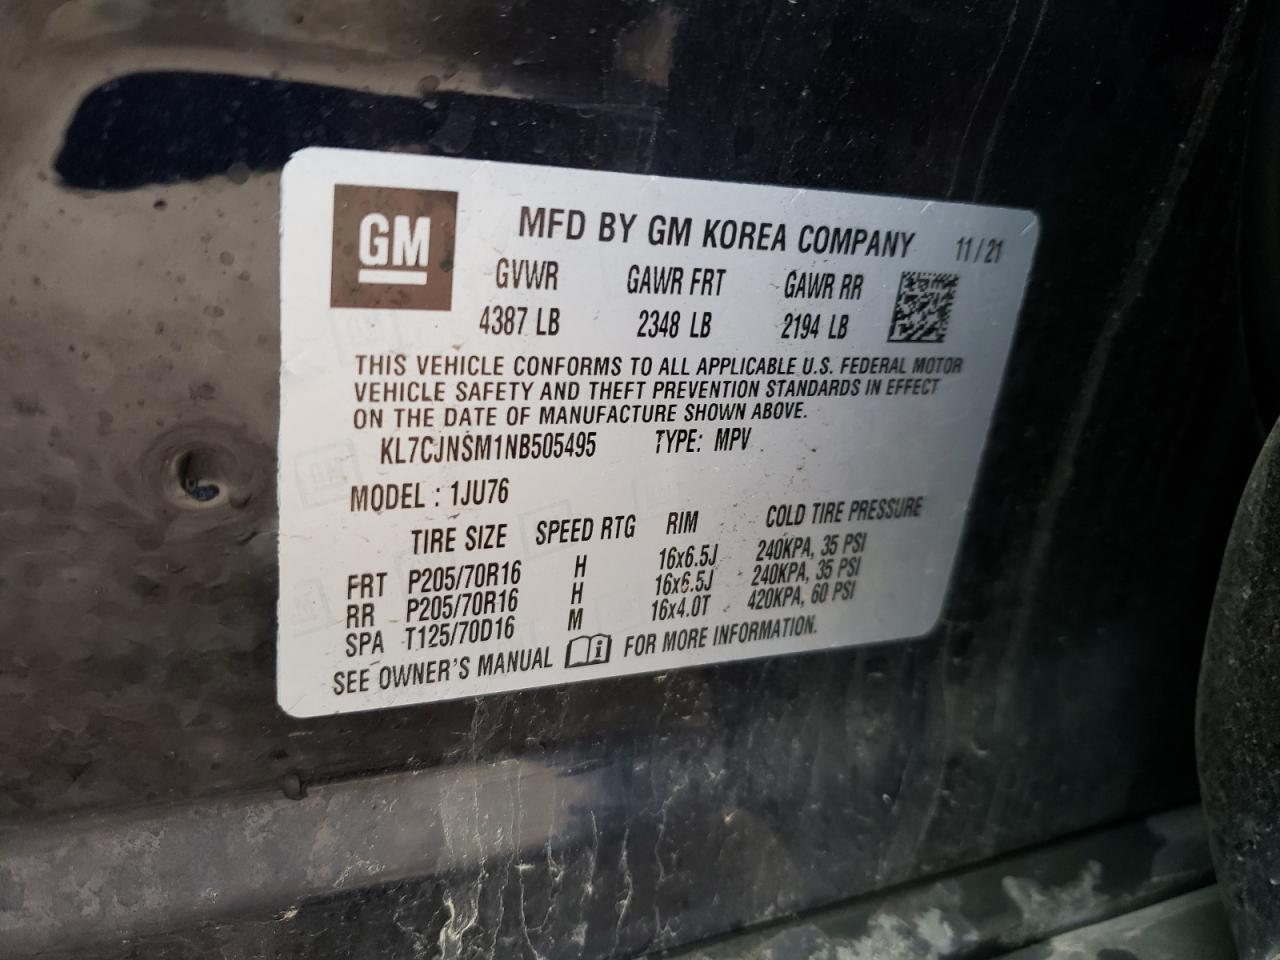 GM
MFD BY GM KOREA COMPANY 11/21
GVWR GAWR FRT GAWR RR
4387 LB 2348 LB 2194 LB
THIS VEHICLE CONFORMS TO ALL APPLICABLE U.S. FEDERAL MOTOR
VEHICLE SAFETY AND THEFT PREVENTION STANDARDS IN EFFECT
ON THE DATE OF MANUFACTURE SHOWN ABOVE.
KL7CJNSM1NB505495 TYPE: MPV
MODEL : 1JU76
TIRE SIZE SPEED RTG RIM COLD TIRE PRESSURE
FRT P205/70R16 H 16x6.5J 240KPA, 35 PSI
RR P205/70R16 H 16x6.5J 240KPA, 35 PSI
SPA T125/70D16 M 16x4.0T 420KPA, 60 PSI
SEE OWNER'S MANUAL i FOR MORE INFORMATION.